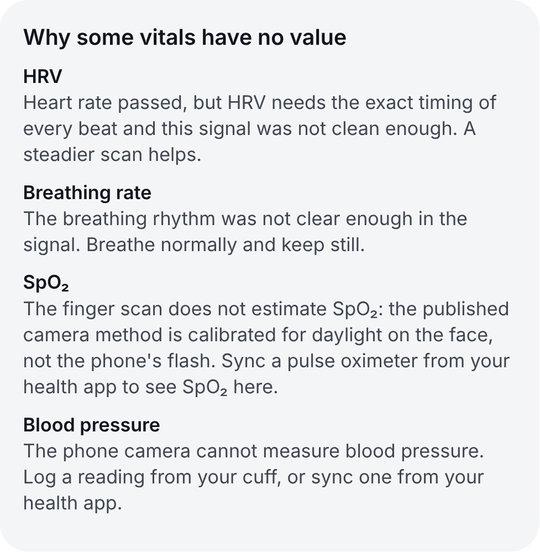 Why some vitals have no value
HRV
Heart rate passed, but HRV needs the exact timing of
every beat and this signal was not clean enough. A
steadier scan helps.
Breathing rate
The breathing rhythm was not clear enough in the
signal. Breathe normally and keep still.
SpO₂
The finger scan does not estimate SpO₂: the published
camera method is calibrated for daylight on the face,
not the phone's flash. Sync a pulse oximeter from your
health app to see SpO₂ here.
Blood pressure
The phone camera cannot measure blood pressure.
Log a reading from your cuff, or sync one from your
health app.